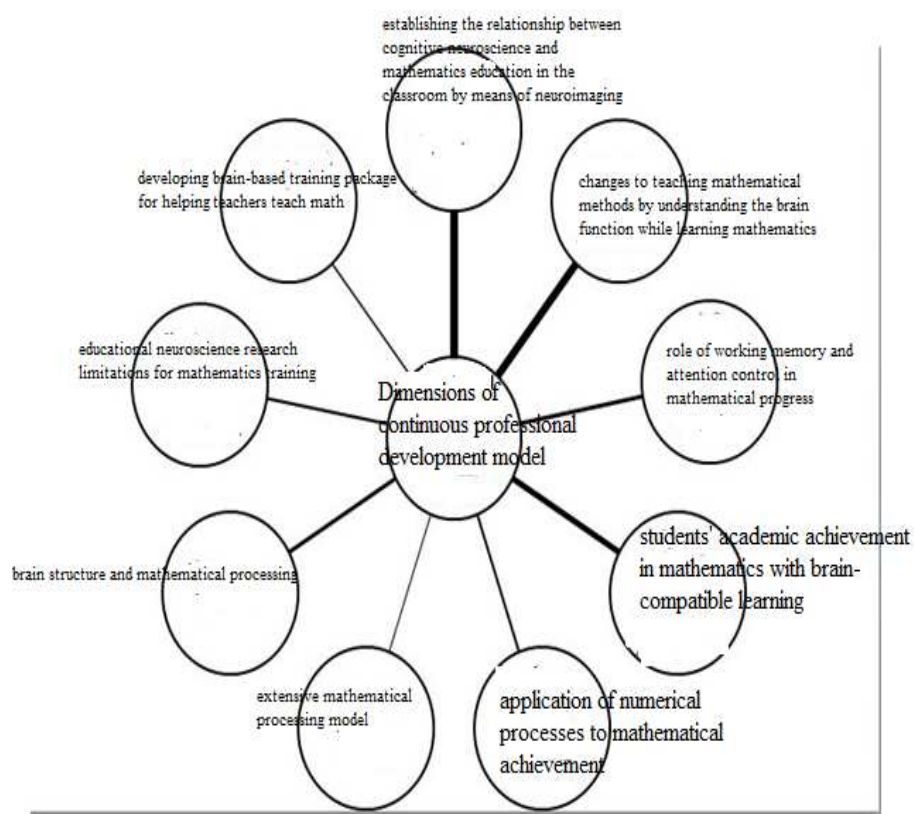 establishing the relationship between
cognitive neuroscience and
mathematics education in the
classroom by means of neuroimaging
developing brain-based training package
for helping teachers teach math
changes to teaching mathematical
methods by understanding the brain
function while learning mathematics
educational neuroscience research
limitations for mathematics training
role of working memory and
attention control in
mathematical progress
Dimensions of
continuous professional
development model
brain structure and mathematical processing
students' academic achievement
in mathematics with brain-
compatible learning
extensive mathematical
processing model
application of numerical
processes to mathematical
achievement